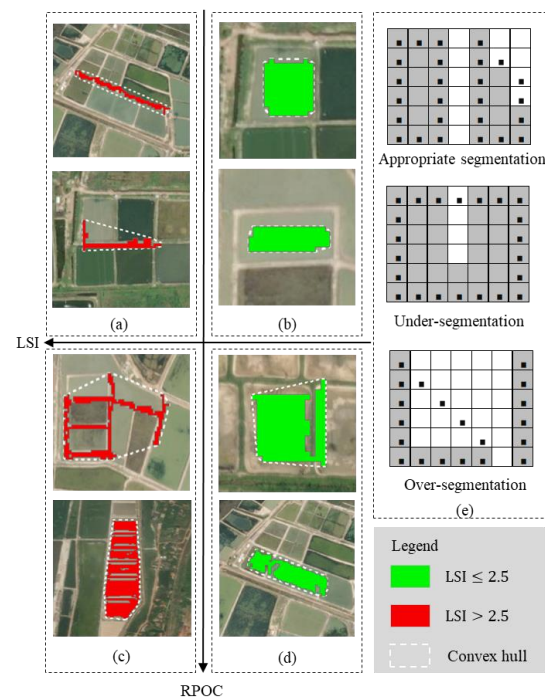 Appropriate segmentation
(a)
(b)
Under-segmentation
LSI
Over-segmentation
(e)
Legend
LSI ≤ 2.5
LSI > 2.5
Convex hull
(c)
(d)
RPOC